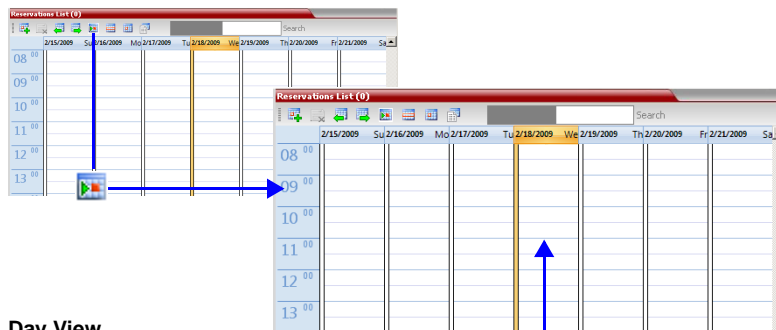 Reservations List (0)
Search
2/15/2009 Su 2/16/2009 Mo 2/17/2009 Tu 2/18/2009 We 2/19/2009 Th 2/20/2009 Fr 2/21/2009 Sa
08 00
09 00
10 00
11 00
12 00
13 00
Reservations List (0)
Search
2/15/2009 Su 2/16/2009 Mo 2/17/2009 Tu 2/18/2009 We 2/19/2009 Th 2/20/2009 Fr 2/21/2009 Sa
08 00
09 00
10 00
11 00
12 00
13 00
Day View